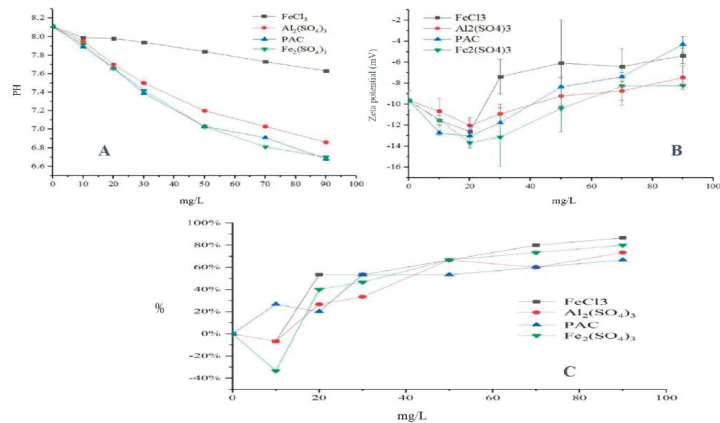 8.2
8.0
7.8
7.6
7.4
7.2
7.0
6.8
6.6
PH
FeCl3
Al2(SO4)3
PAC
Fe2(SO4)3
A
0 10 20 30 40 50 60 70 80 90 100
mg/L
-2
-4
-6
-8
-10
-12
-14
-16
Zeta potential (mV)
FeCl3
Al2(SO4)3
PAC
Fe2(SO4)3
B
0 20 40 60 80 100
mg/L
100%
80%
60%
40%
20%
0%
-20%
-40%
%
FeCl3
Al2(SO4)3
PAC
Fe2(SO4)3
C
0 20 40 60 80 100
mg/L